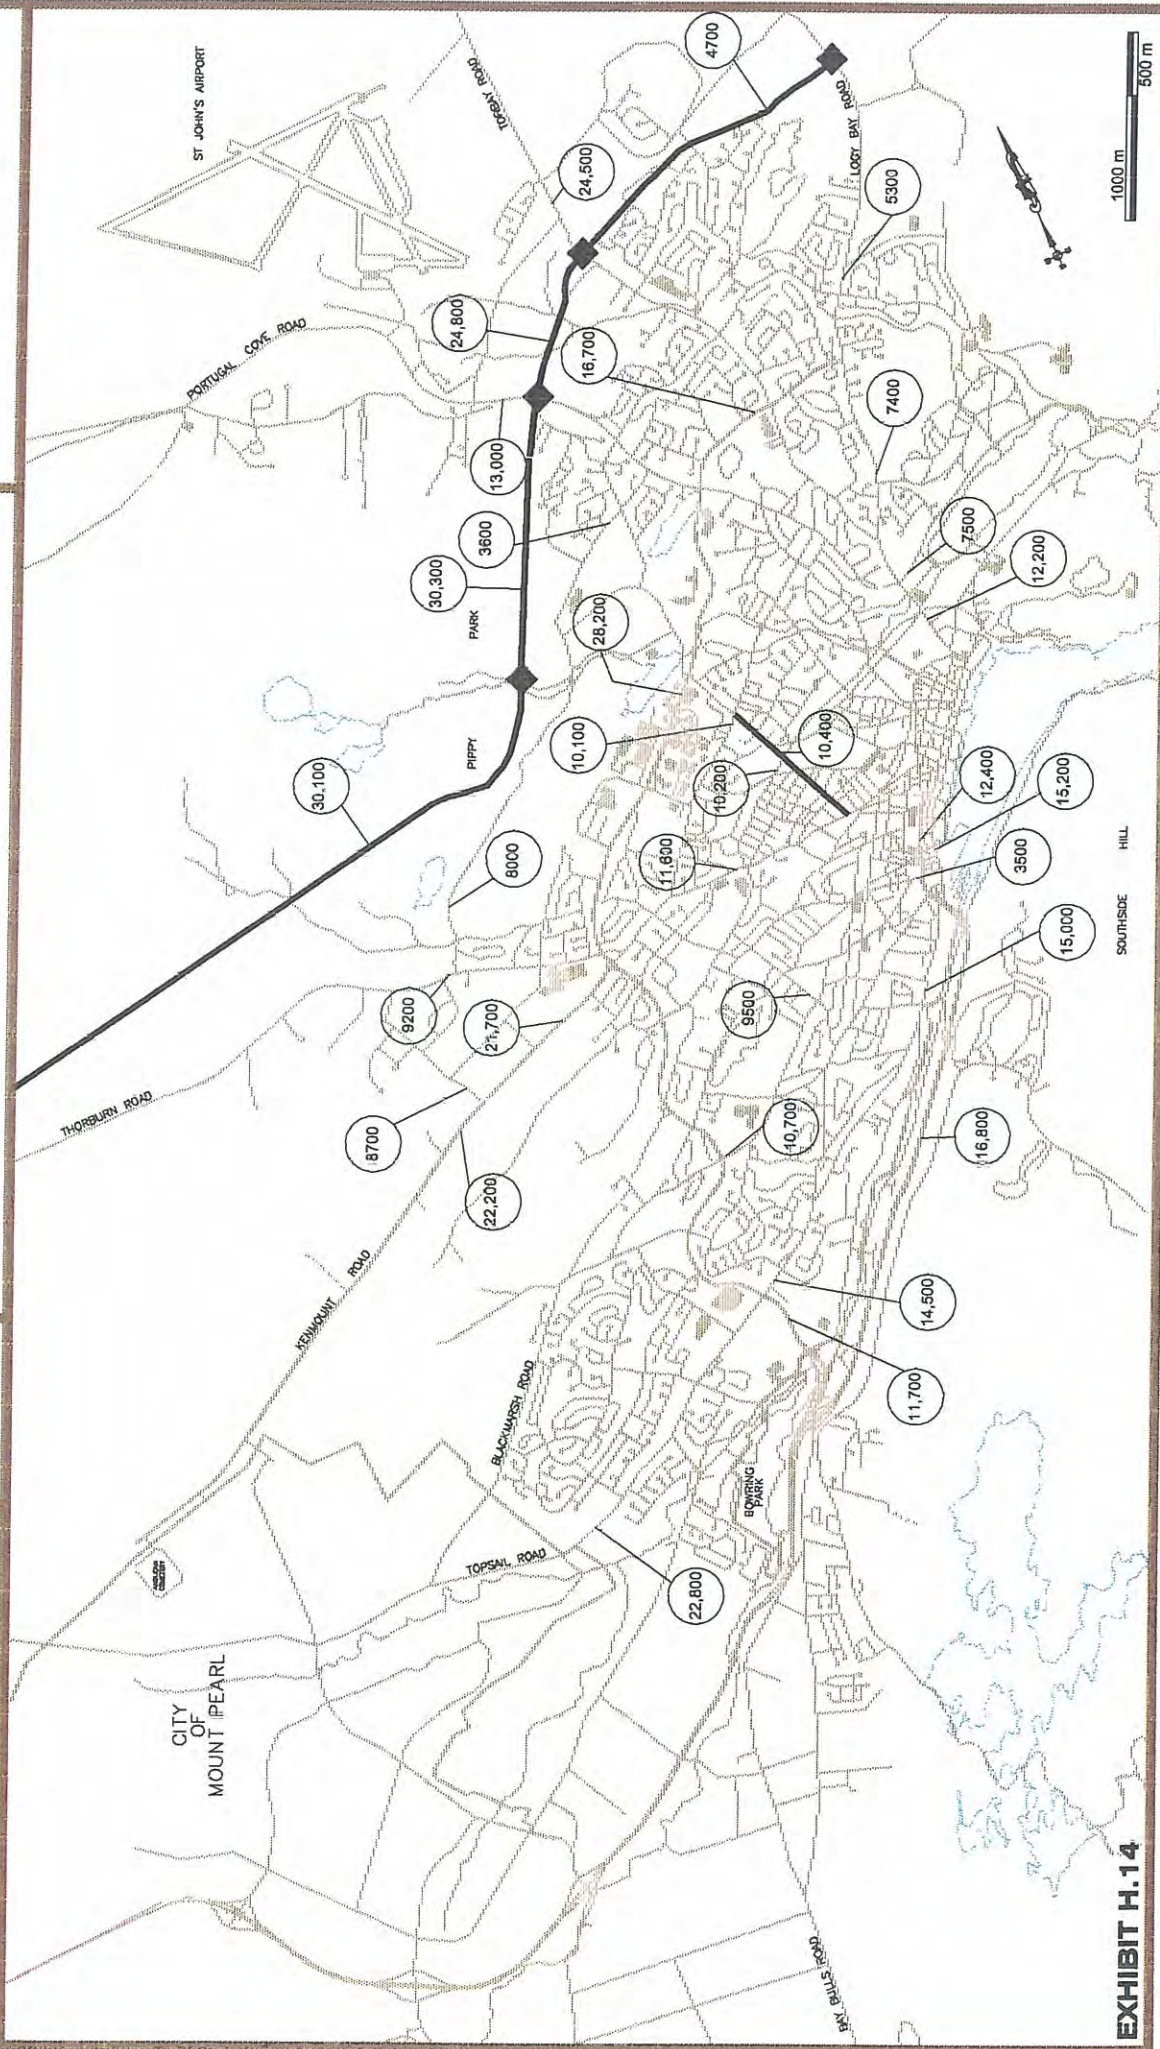 ST JOHN'S AIRPORT
TORBAY ROAD
4700
LOGY BAY ROAD
24,500
5300
1000 m
500 m
PORTUGAL COVE ROAD
24,800
16,700
7400
13,000
3600
30,300
PARK
7500
12,200
28,200
PIPPY
10,100
10,400
10,200
30,100
12,400
15,200
8000
11,600
3500
HILL
SOUTHSIDE
15,000
9200
21,700
9500
THORBURN ROAD
8700
22,200
10,700
16,800
KENMOUNT ROAD
14,500
11,700
BLACKMARSH ROAD
BOWRING
PARK
TOPSAIL ROAD
22,800
CITY
OF
MOUNT PEARL
BAY BULLS ROAD
EXHIBIT H.14